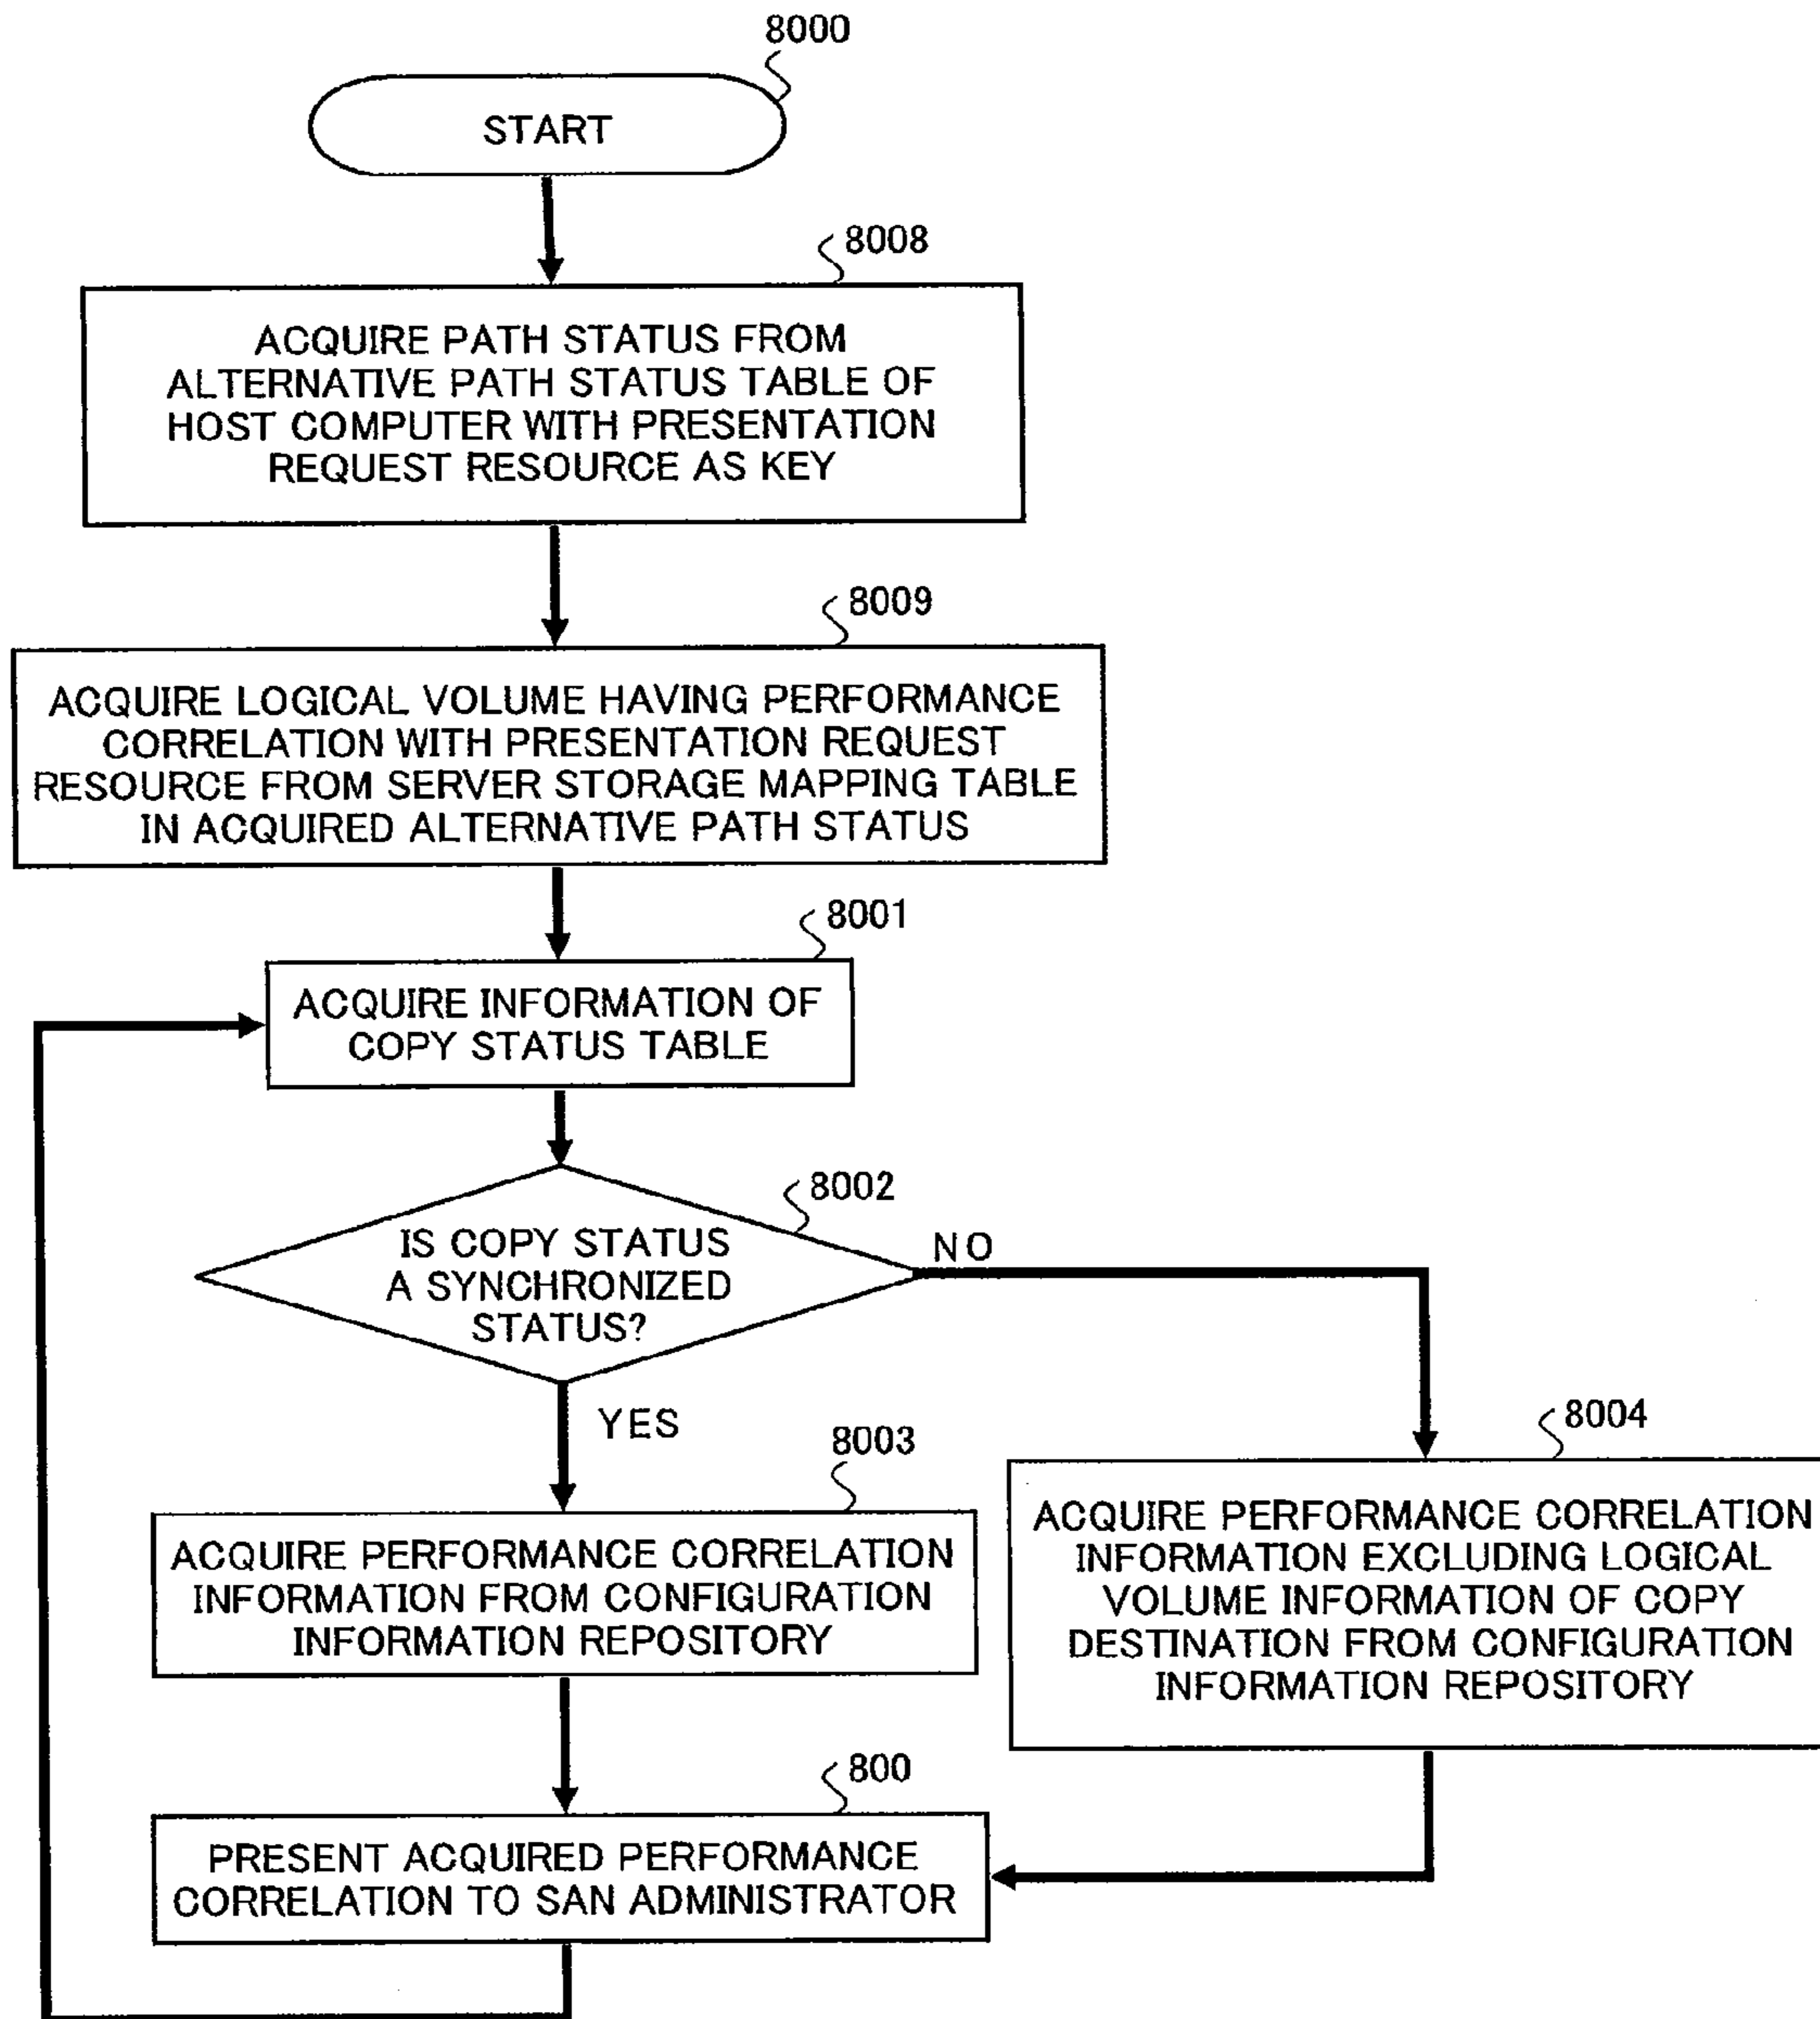 8000
START
8008
ACQUIRE PATH STATUS FROM
ALTERNATIVE PATH STATUS TABLE OF
HOST COMPUTER WITH PRESENTATION
REQUEST RESOURCE AS KEY
8009
ACQUIRE LOGICAL VOLUME HAVING PERFORMANCE
CORRELATION WITH PRESENTATION REQUEST
RESOURCE FROM SERVER STORAGE MAPPING TABLE
IN ACQUIRED ALTERNATIVE PATH STATUS
8001
ACQUIRE INFORMATION OF
COPY STATUS TABLE
8002
IS COPY STATUS
A SYNCHRONIZED
STATUS?
NO
YES
8003
ACQUIRE PERFORMANCE CORRELATION
INFORMATION FROM CONFIGURATION
INFORMATION REPOSITORY
8004
ACQUIRE PERFORMANCE CORRELATION
INFORMATION EXCLUDING LOGICAL
VOLUME INFORMATION OF COPY
DESTINATION FROM CONFIGURATION
INFORMATION REPOSITORY
800
PRESENT ACQUIRED PERFORMANCE
CORRELATION TO SAN ADMINISTRATOR